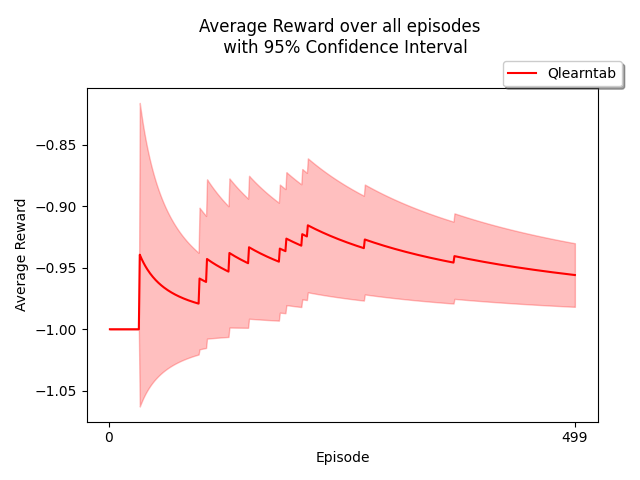 Average Reward over all episodes
with 95% Confidence Interval
Qlearntab
−0.85
−0.90
−0.95
−1.00
−1.05
Average Reward
0
499
Episode